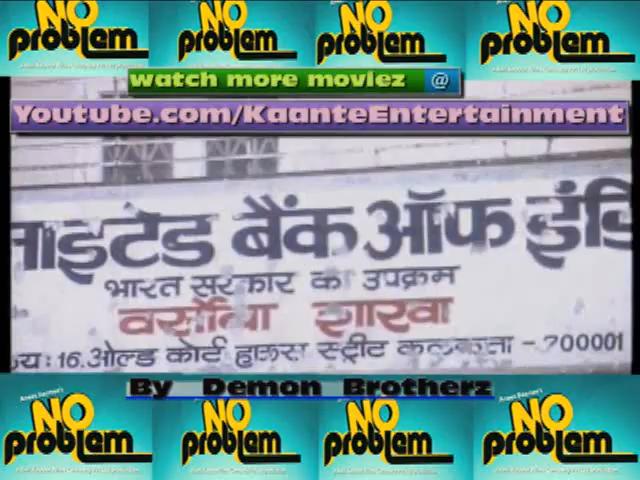 NO Problem NO Problem NO Problem NO Problem
watch more moviez @
Youtube.com/KaanteEntertainment
नाइटेड बैंक ऑफ इंडि
भारत सरकार का उपक्रम
वर्सोवा शाखा
: 16, ओल्ड कोर्ट हाऊस स्ट्रीट कलकत्ता - 700001
By Demon Brotherz
NO Problem NO Problem NO Problem NO Problem